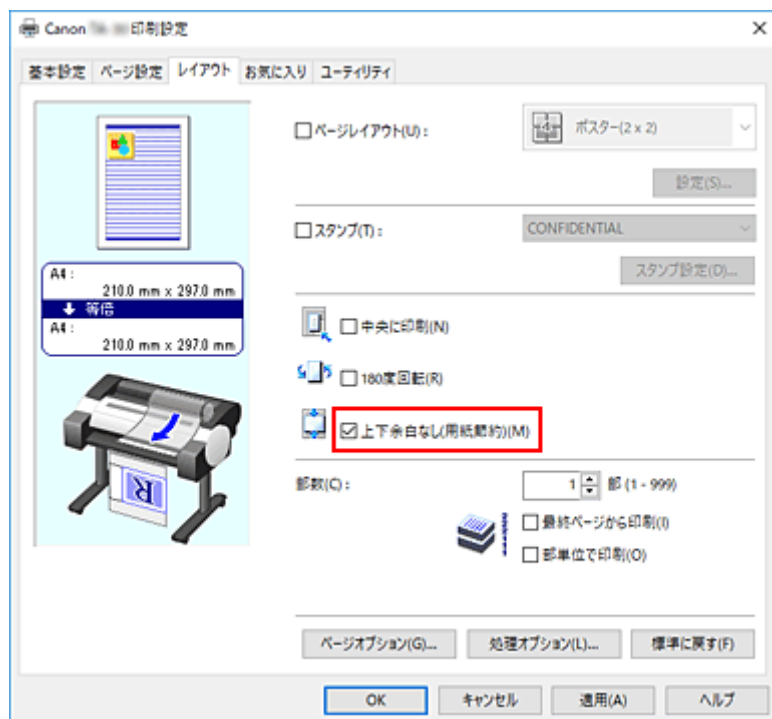 Canon 印刷設定
基本設定 ページ設定 レイアウト お気に入り ユーティリティ
ページレイアウト(U):
ポスター(2 x 2)
設定(S)...
スタンプ(T):
CONFIDENTIAL
スタンプ設定(D)...
A4 :
210.0 mm x 297.0 mm
等倍
A4 :
210.0 mm x 297.0 mm
中央に印刷(N)
180度回転(R)
上下余白なし(用紙節約)(M)
R
部数(C):
1 部 (1 - 999)
最終ページから印刷(I)
部単位で印刷(O)
ページオプション(G)... 処理オプション(L)... 標準に戻す(F)
OK キャンセル 適用(A) ヘルプ